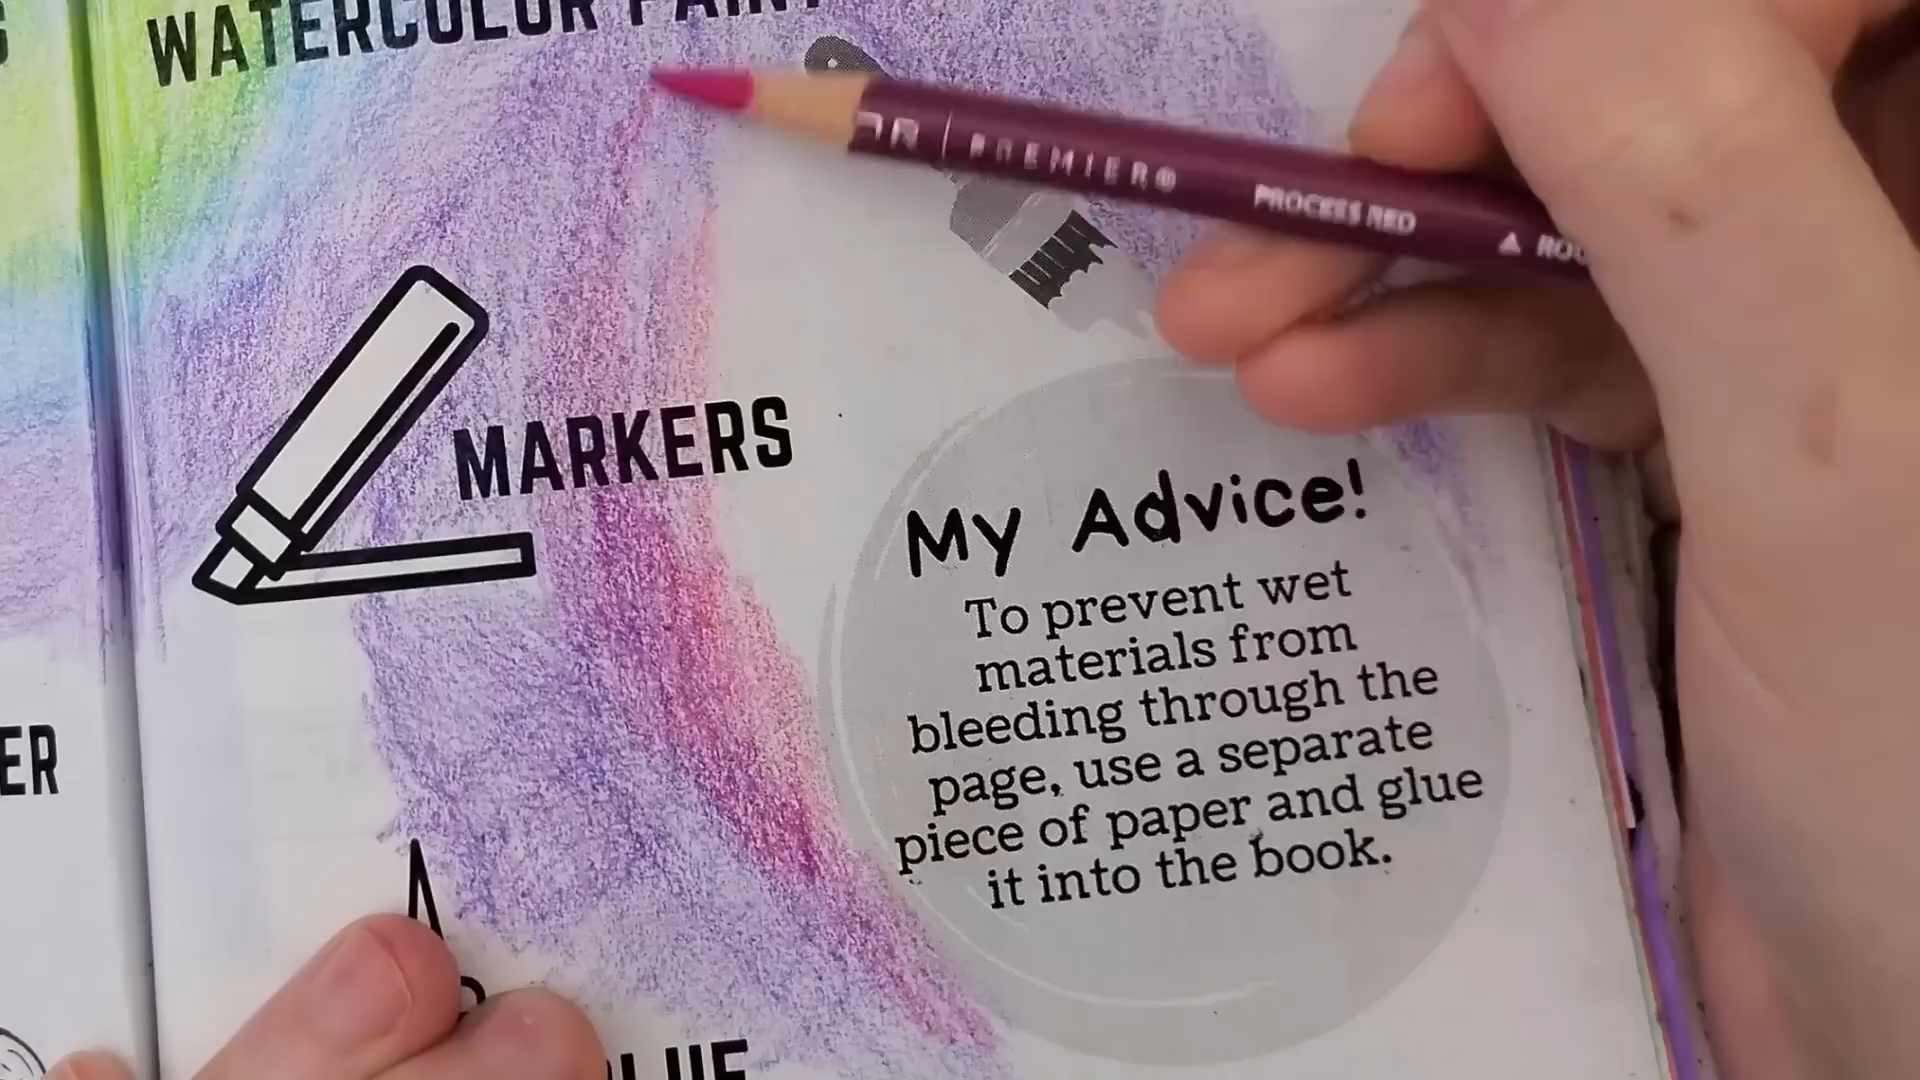 WATERCOLOR PAINT
PREMIER®
PROCESS RED
MARKERS
My Advice!
To prevent wet
materials from
bleeding through the
page, use a separate
piece of paper and glue
it into the book.
ER